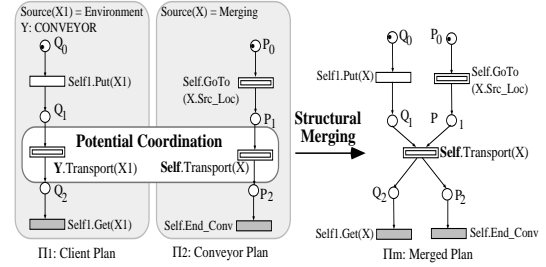 Source(X1) = Environment
Y: CONVEYOR
Q0
Self1.Put(X1)
Q1
Y.Transport(X1)
Q2
Self1.Get(X1)
Π1: Client Plan
Source(X) = Merging
P0
Self.GoTo
(X.Src_Loc)
P1
Potential Coordination
Self.Transport(X)
P2
Self.End_Conv
Π2: Conveyor Plan
Structural
Merging
Q0
P0
Self1.Put(X)
Self.GoTo
(X.Src_Loc)
Q1
P 1
Self.Transport(X)
Q2
P2
Self1.Get(X)
Self.End_Conv
Πm: Merged Plan